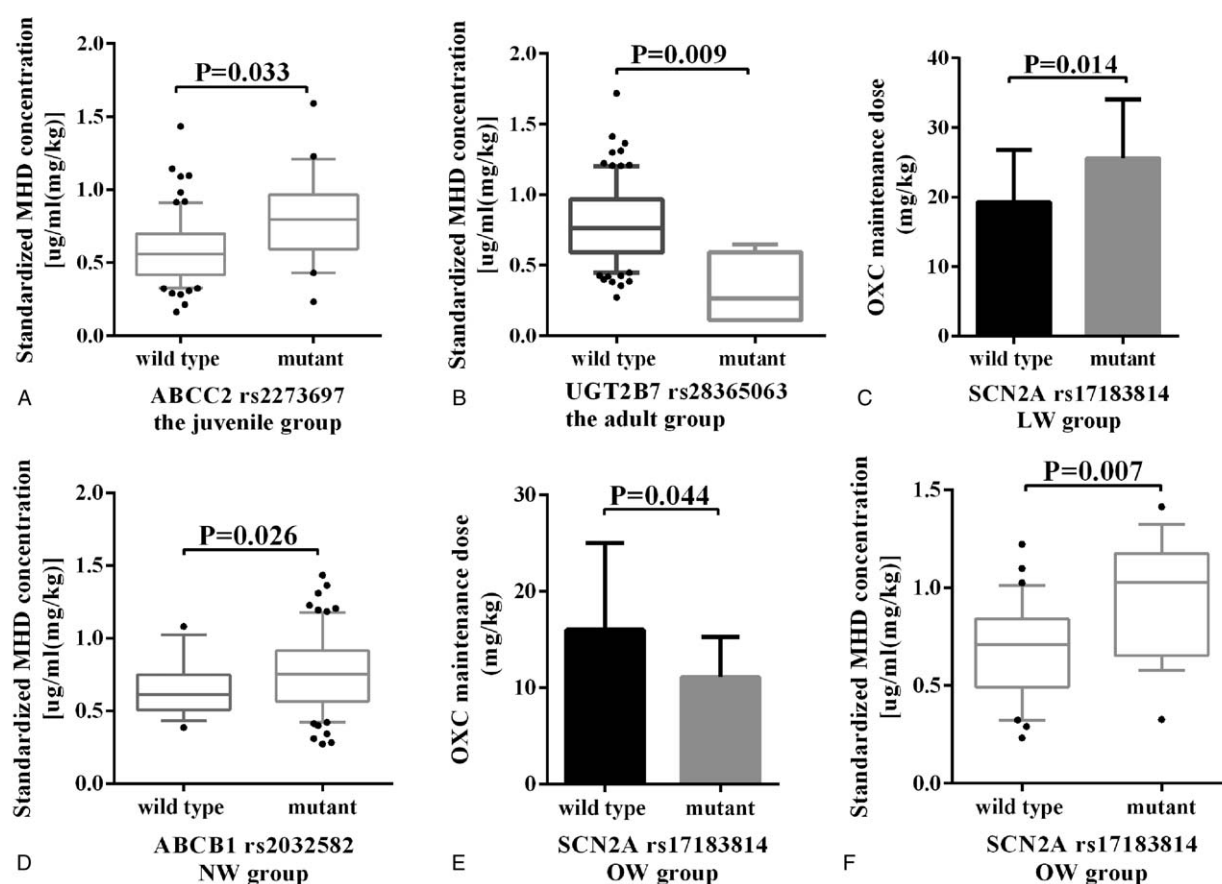 2.0
P=0.033
1.5
1.0
0.5
0.0
Standardized MHD concentration
[ug/ml(mg/kg)]
wild type mutant
A
ABCC2 rs2273697
the juvenile group
2.0
P=0.009
1.5
1.0
0.5
0.0
Standardized MHD concentration
[ug/ml(mg/kg)]
wild type mutant
B
UGT2B7 rs28365063
the adult group
40
P=0.014
30
20
10
0
OXC maintenance dose
(mg/kg)
wild type mutant
C
SCN2A rs17183814
LW group
2.0
P=0.026
1.5
1.0
0.5
0.0
Standardized MHD concentration
[ug/ml(mg/kg)]
wild type mutant
D
ABCB1 rs2032582
NW group
30
P=0.044
20
10
0
OXC maintenance dose
(mg/kg)
wild type mutant
E
SCN2A rs17183814
OW group
P=0.007
1.5
1.0
0.5
0.0
Standardized MHD concentration
[ug/ml(mg/kg)]
wild type mutant
F
SCN2A rs17183814
OW group